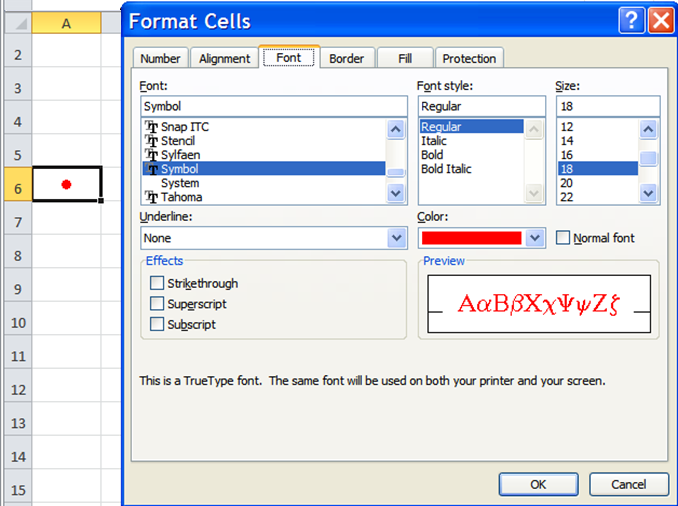 Format Cells
A
2
3
4
5
6
7
8
9
10
11
12
13
14
15
Number Alignment Font Border Fill Protection
Font: Font style: Size:
Symbol Regular 18
Snap ITC Regular 12
Stencil Italic 14
Sylfaen Bold 16
Symbol Bold Italic 18
System 20
Tahoma 22
Underline: Color:
None Normal font
Effects Preview
Strikethrough
Superscript
Subscript
ΑαΒβΧχΨψΖζ
This is a TrueType font. The same font will be used on both your printer and your screen.
OK Cancel